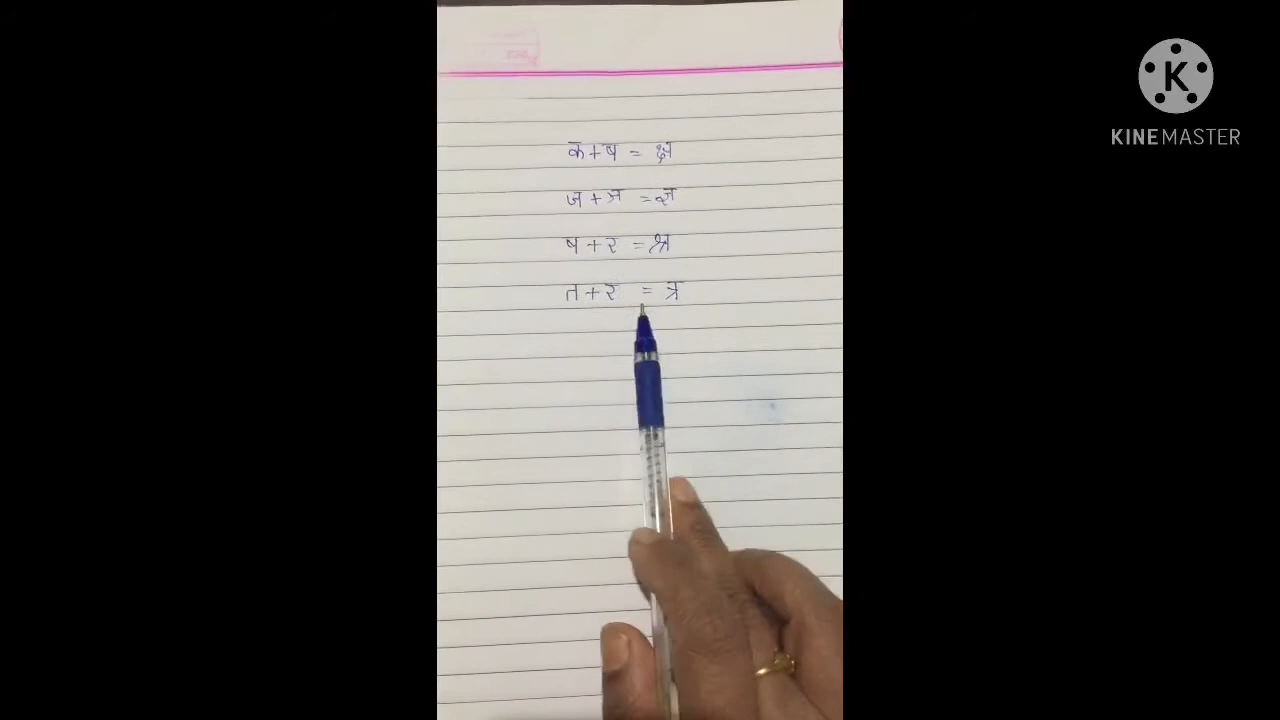 क + ष = क्ष
ज + ञ = ज्ञ
ष + र = श्र
त + र = त्र
K
KINEMASTER